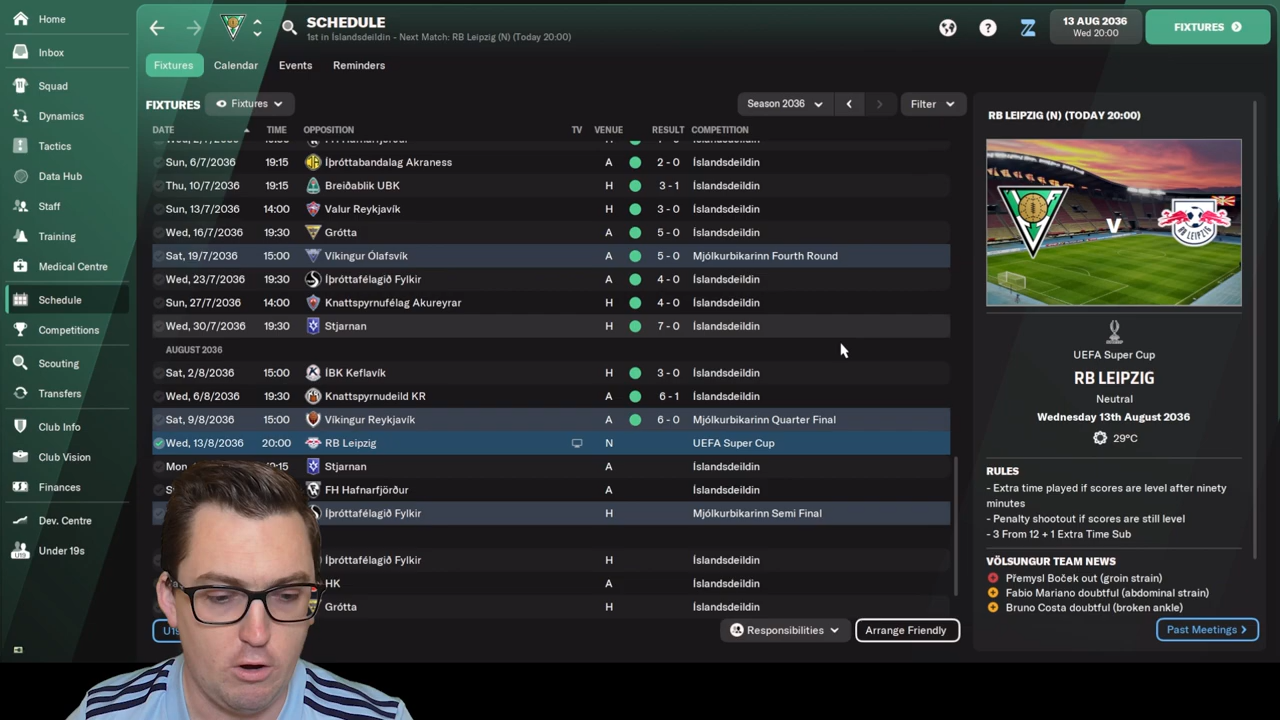 Home
Inbox
Squad
Dynamics
Tactics
Data Hub
Staff
Training
Medical Centre
Schedule
Competitions
Scouting
Transfers
Club Info
Club Vision
Finances
Dev. Centre
Under 19s
SCHEDULE
1st in Íslandsdeildin - Next Match: RB Leipzig (N) (Today 20:00)
13 AUG 2036
Wed 20:00
FIXTURES
Fixtures Calendar Events Reminders
FIXTURES Fixtures Season 2036 Filter
DATE TIME OPPOSITION TV VENUE RESULT COMPETITION
Sun, 6/7/2036 19:15 Íþróttabandalag Akraness A 2 - 0 Íslandsdeildin
Thu, 10/7/2036 19:15 Breiðablik UBK H 3 - 1 Íslandsdeildin
Sun, 13/7/2036 14:00 Valur Reykjavík H 3 - 0 Íslandsdeildin
Wed, 16/7/2036 19:30 Grótta A 5 - 0 Íslandsdeildin
Sat, 19/7/2036 15:00 Víkingur Ólafsvík A 5 - 0 Mjólkurbikarinn Fourth Round
Wed, 23/7/2036 19:30 Íþróttafélagið Fylkir A 4 - 0 Íslandsdeildin
Sun, 27/7/2036 14:00 Knattspyrnufélag Akureyrar H 4 - 0 Íslandsdeildin
Wed, 30/7/2036 19:30 Stjarnan H 7 - 0 Íslandsdeildin
AUGUST 2036
Sat, 2/8/2036 15:00 ÍBK Keflavík H 3 - 0 Íslandsdeildin
Wed, 6/8/2036 19:30 Knattspyrnudeild KR A 6 - 1 Íslandsdeildin
Sat, 9/8/2036 15:00 Víkingur Reykjavík A 6 - 0 Mjólkurbikarinn Quarter Final
Wed, 13/8/2036 20:00 RB Leipzig N UEFA Super Cup
Stjarnan A Íslandsdeildin
FH Hafnarfjörður A Íslandsdeildin
Íþróttafélagið Fylkir H Mjólkurbikarinn Semi Final
Íþróttafélagið Fylkir H Íslandsdeildin
HK A Íslandsdeildin
Grótta H Íslandsdeildin
Responsibilities Arrange Friendly
RB LEIPZIG (N) (TODAY 20:00)
V
UEFA Super Cup
RB LEIPZIG
Neutral
Wednesday 13th August 2036
29°C
RULES
- Extra time played if scores are level after ninety
minutes
- Penalty shootout if scores are still level
- 3 From 12 + 1 Extra Time Sub
VÖLSUNGUR TEAM NEWS
Přemysl Boček out (groin strain)
Fabio Mariano doubtful (abdominal strain)
Bruno Costa doubtful (broken ankle)
Past Meetings